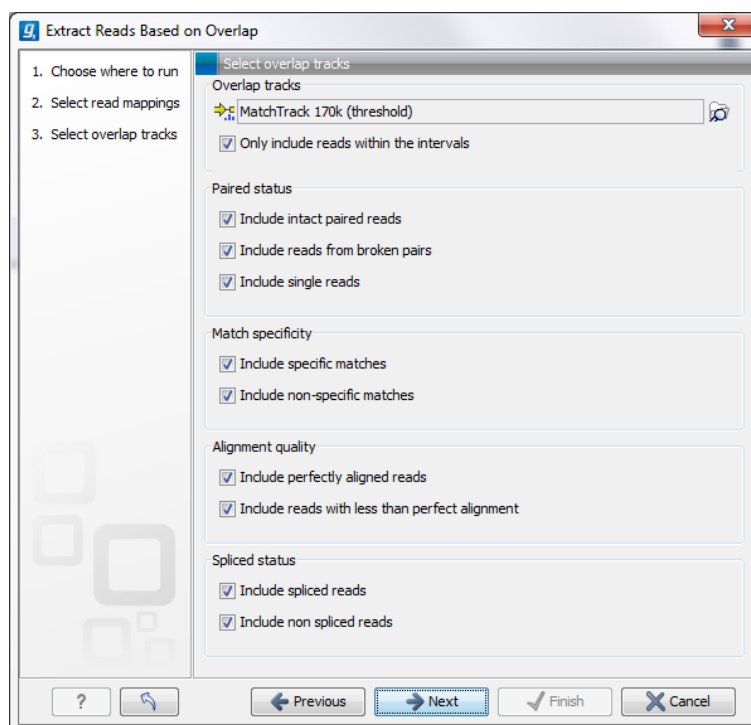 Extract Reads Based on Overlap
1. Choose where to run
2. Select read mappings
3. Select overlap tracks
Select overlap tracks
Overlap tracks
MatchTrack 170k (threshold)
Only include reads within the intervals
Paired status
Include intact paired reads
Include reads from broken pairs
Include single reads
Match specificity
Include specific matches
Include non-specific matches
Alignment quality
Include perfectly aligned reads
Include reads with less than perfect alignment
Spliced status
Include spliced reads
Include non spliced reads
?
Previous
Next
Finish
Cancel